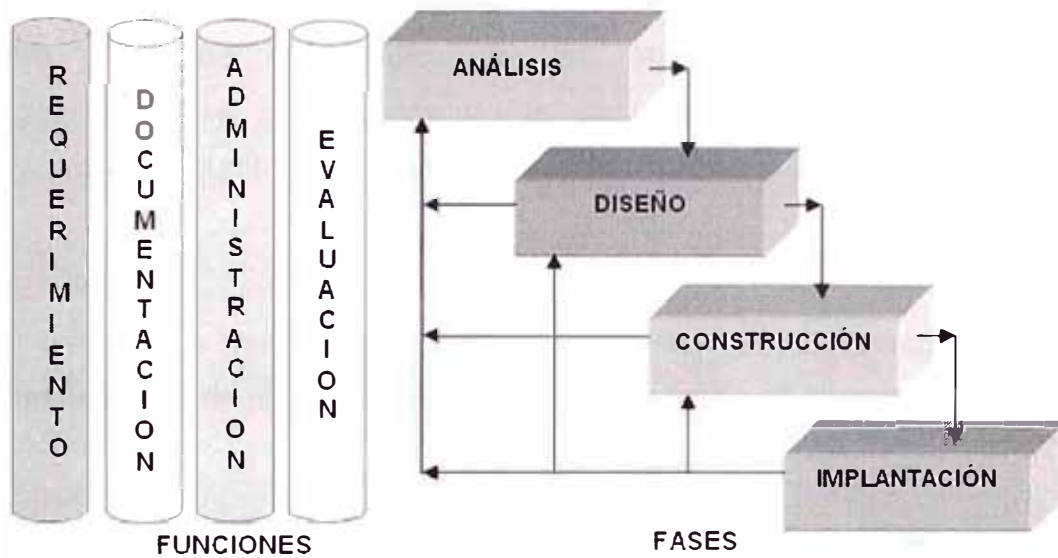 REQUERIMIENTO
DOCUMENTACION
ADMINISTRACION
EVALUACION
FUNCIONES
ANÁLISIS
DISEÑO
CONSTRUCCIÓN
IMPLANTACIÓN
FASES